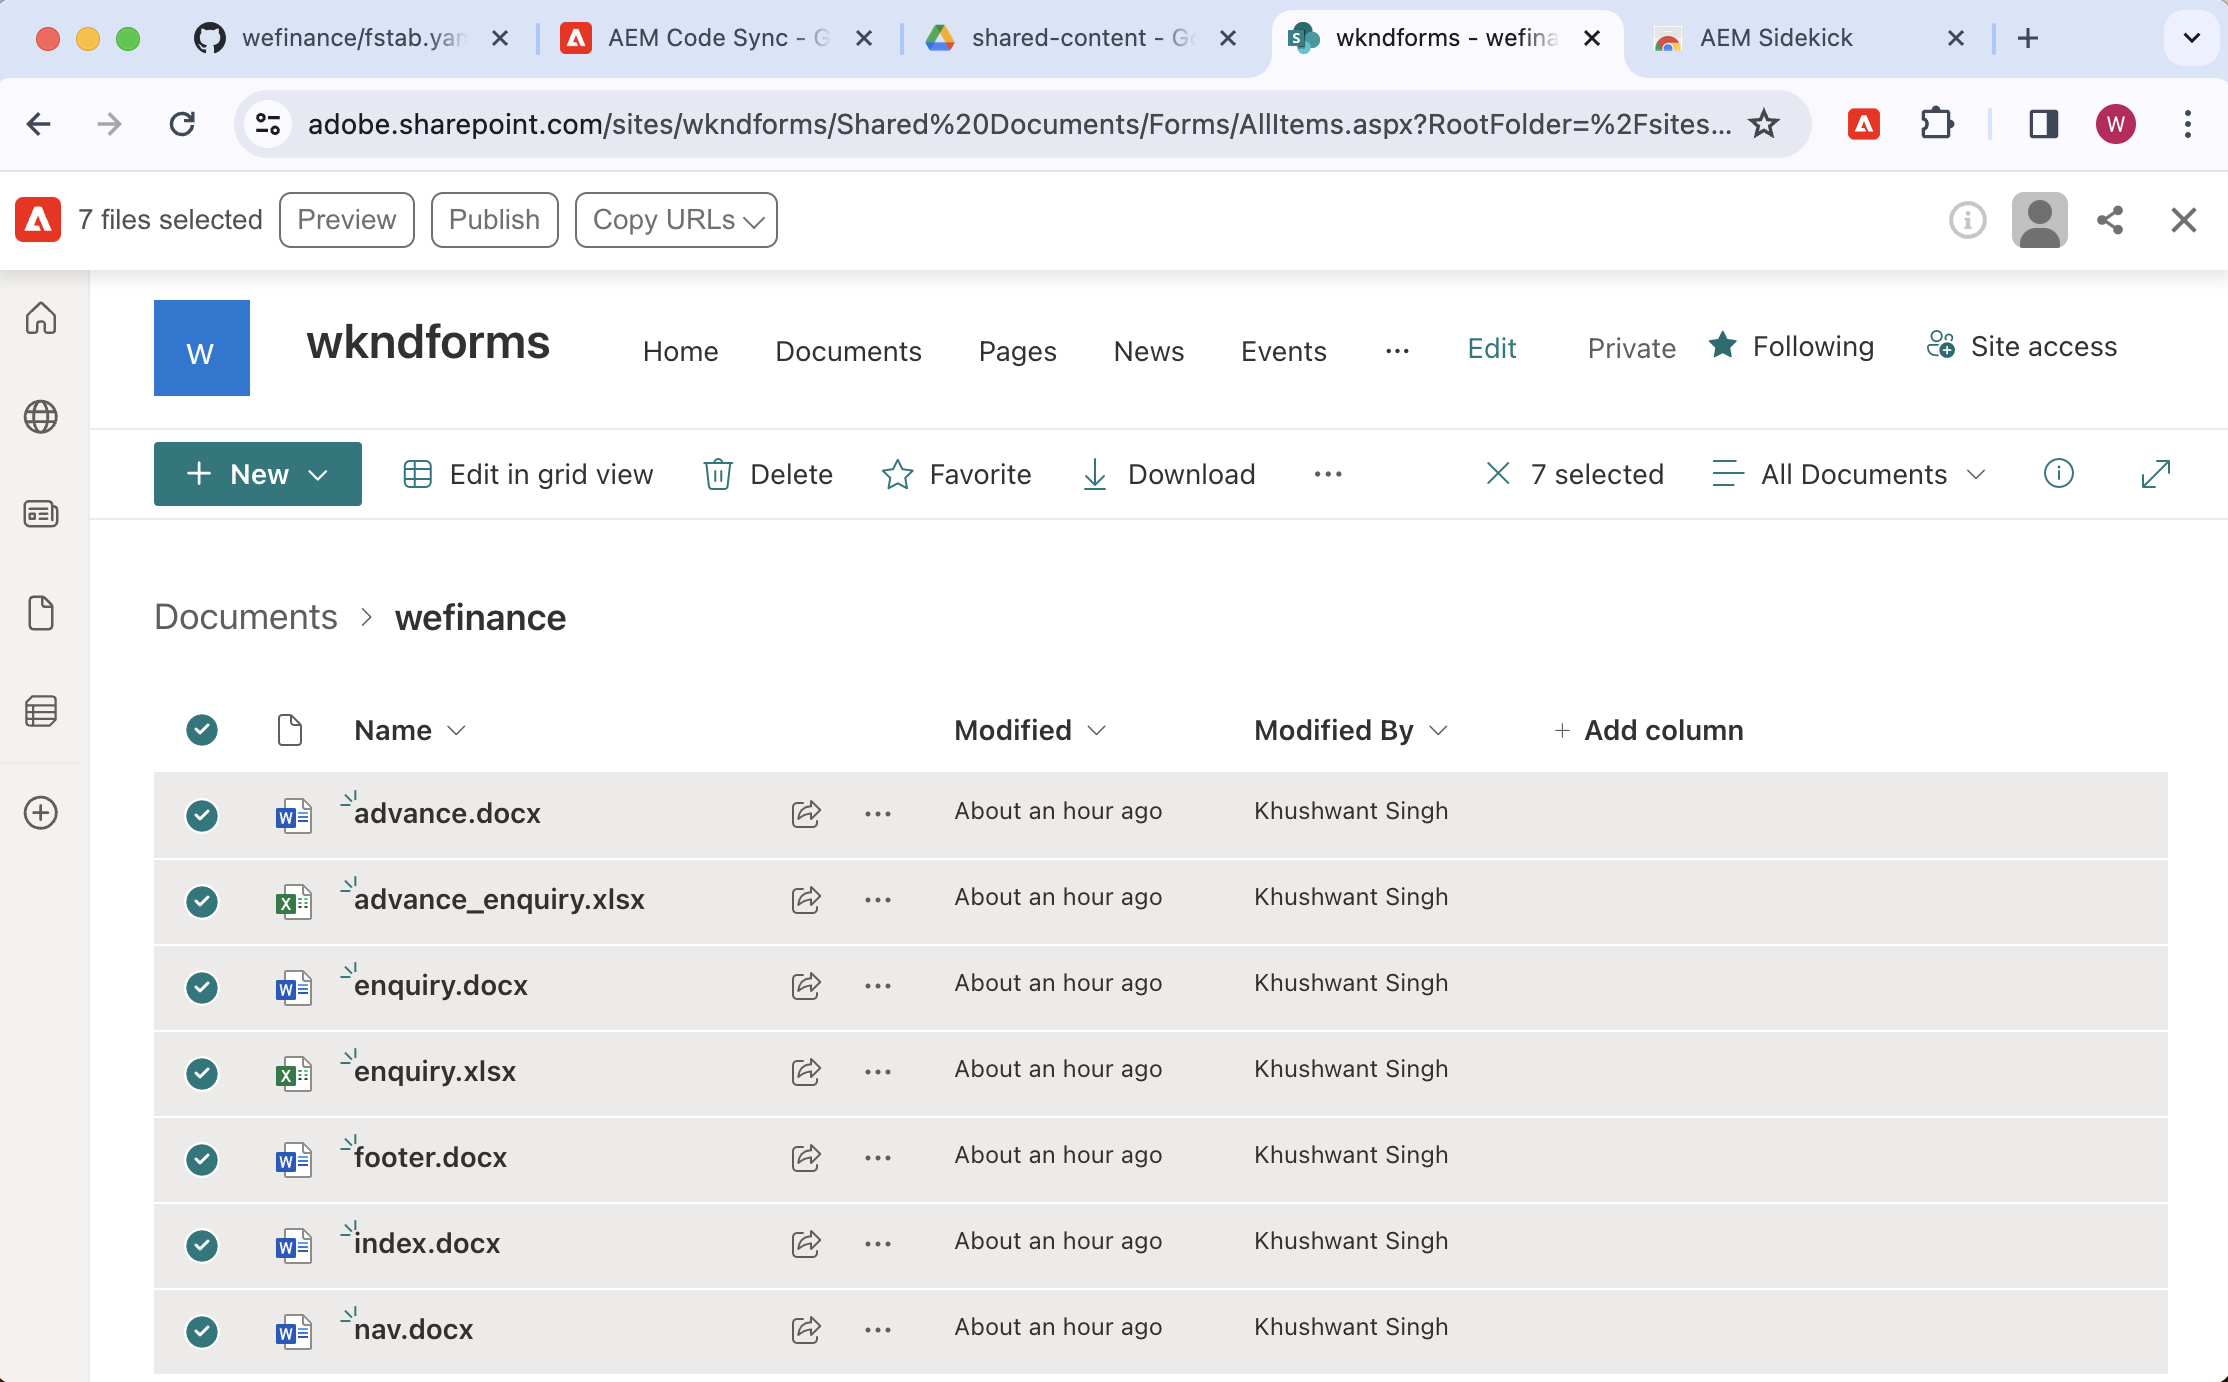 wefinance/fstab.yan
AEM Code Sync - G
shared-content - Go
wkndforms - wefina
AEM Sidekick
adobe.sharepoint.com/sites/wkndforms/Shared%20Documents/Forms/AllItems.aspx?RootFolder=%2Fsites...
W
7 files selected
Preview
Publish
Copy URLs
W
wkndforms
Home
Documents
Pages
News
Events
...
Edit
Private
Following
Site access
+ New
Edit in grid view
Delete
Favorite
Download
...
7 selected
All Documents
Documents > wefinance
Name
Modified
Modified By
+ Add column
advance.docx ... About an hour ago Khushwant Singh
advance_enquiry.xlsx ... About an hour ago Khushwant Singh
enquiry.docx ... About an hour ago Khushwant Singh
enquiry.xlsx ... About an hour ago Khushwant Singh
footer.docx ... About an hour ago Khushwant Singh
index.docx ... About an hour ago Khushwant Singh
nav.docx ... About an hour ago Khushwant Singh